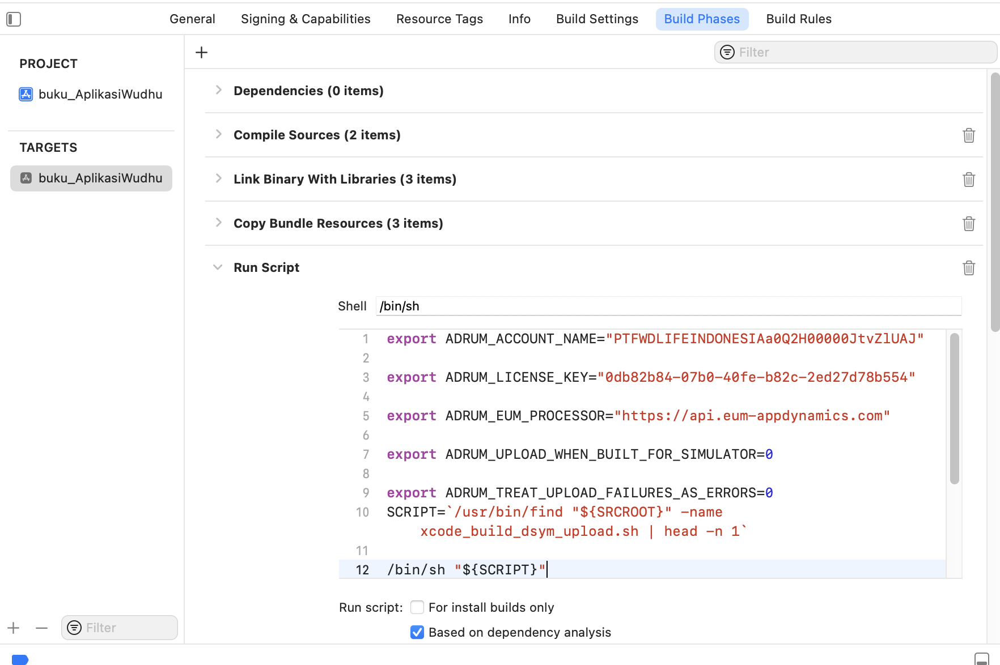 General Signing & Capabilities Resource Tags Info Build Settings Build Phases Build Rules
Filter
PROJECT
buku_AplikasiWudhu
TARGETS
buku_AplikasiWudhu
Dependencies (0 items)
Compile Sources (2 items)
Link Binary With Libraries (3 items)
Copy Bundle Resources (3 items)
Run Script
Shell /bin/sh
1 export ADRUM_ACCOUNT_NAME="PTFWDLIFEINDONESIAa0Q2H00000JtvZlUAJ"
2
3 export ADRUM_LICENSE_KEY="0db82b84-07b0-40fe-b82c-2ed27d78b554"
4
5 export ADRUM_EUM_PROCESSOR="https://api.eum-appdynamics.com"
6
7 export ADRUM_UPLOAD_WHEN_BUILT_FOR_SIMULATOR=0
8
9 export ADRUM_TREAT_UPLOAD_FAILURES_AS_ERRORS=0
10 SCRIPT=`/usr/bin/find "${SRCROOT}" -name
xcode_build_dsym_upload.sh | head -n 1`
11
12 /bin/sh "${SCRIPT}"
Run script: For install builds only
Based on dependency analysis
Filter